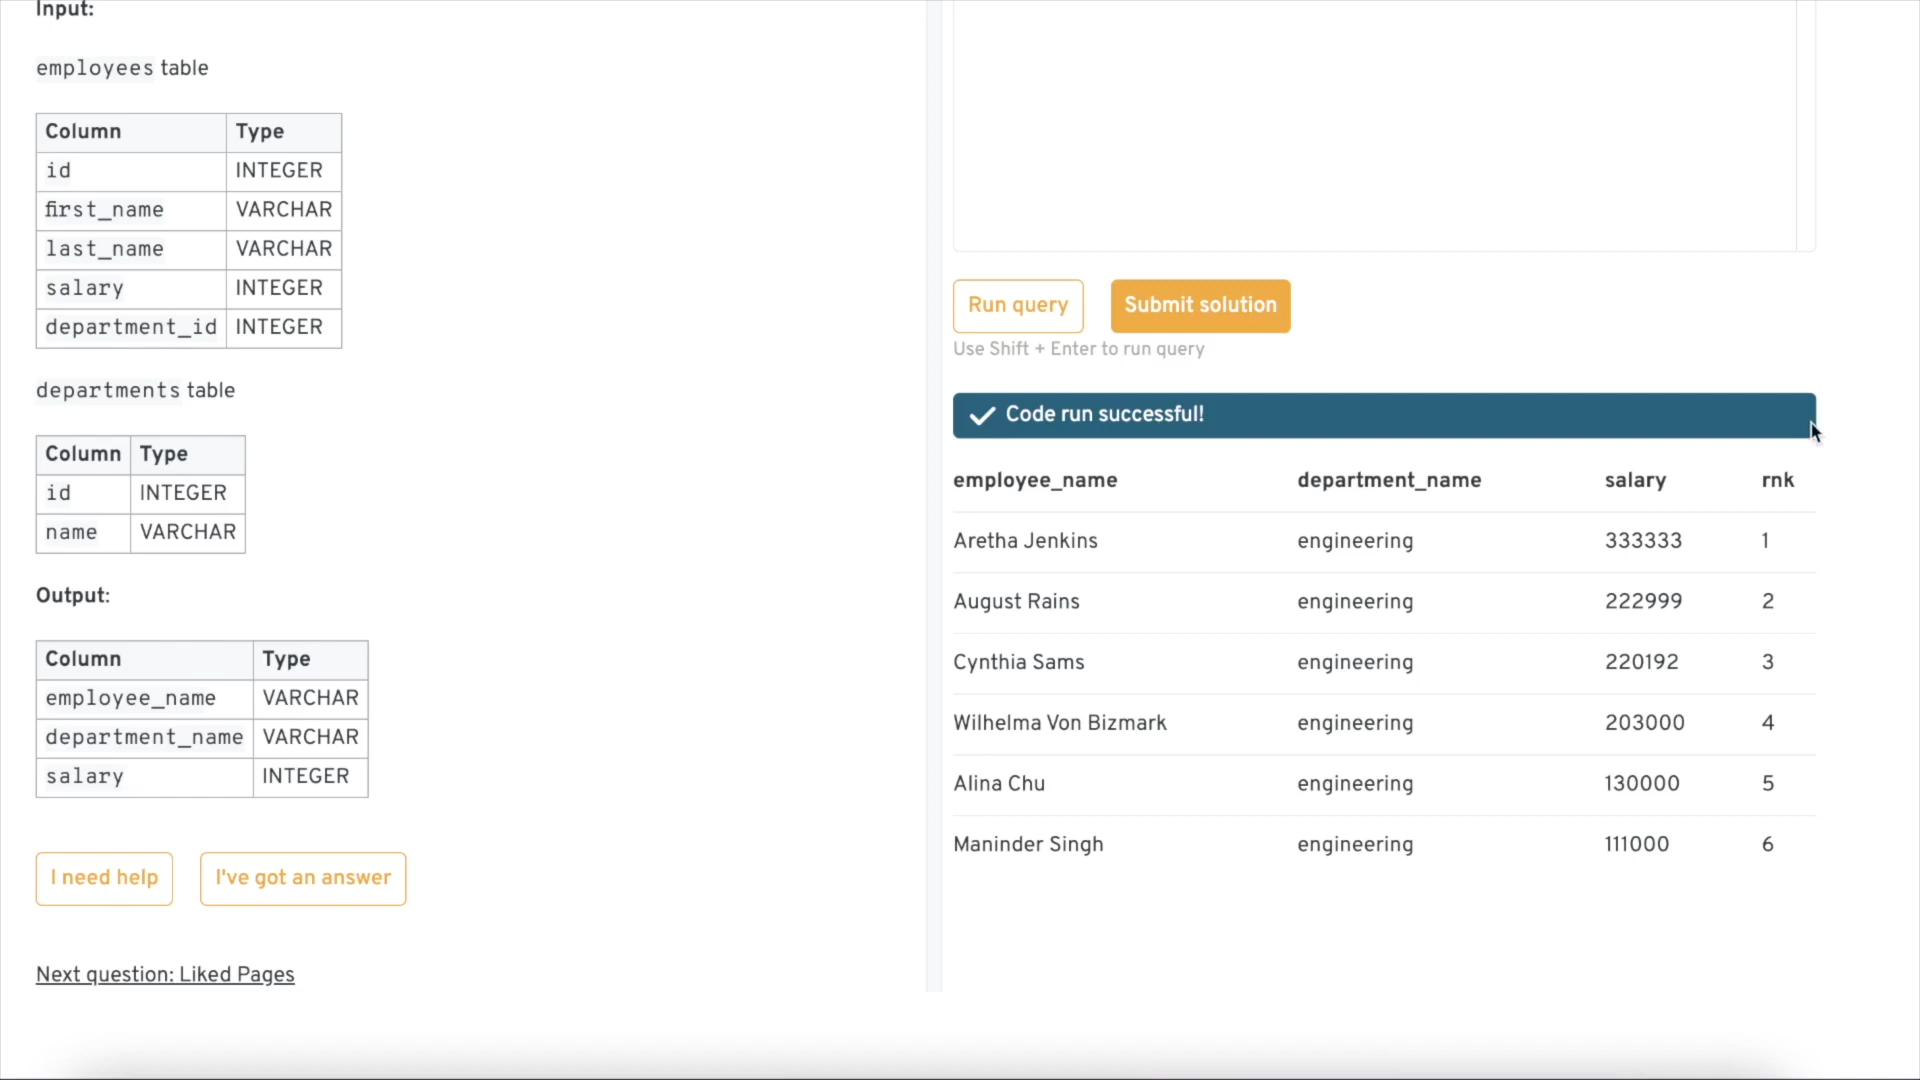 Input:
employees table
Column Type
id INTEGER
first_name VARCHAR
last_name VARCHAR
salary INTEGER
department_id INTEGER
departments table
Column Type
id INTEGER
name VARCHAR
Output:
Column Type
employee_name VARCHAR
department_name VARCHAR
salary INTEGER
I need help I've got an answer
Next question: Liked Pages
Run query Submit solution
Use Shift + Enter to run query
Code run successful!
employee_name department_name salary rnk
Aretha Jenkins engineering 333333 1
August Rains engineering 222999 2
Cynthia Sams engineering 220192 3
Wilhelma Von Bizmark engineering 203000 4
Alina Chu engineering 130000 5
Maninder Singh engineering 111000 6